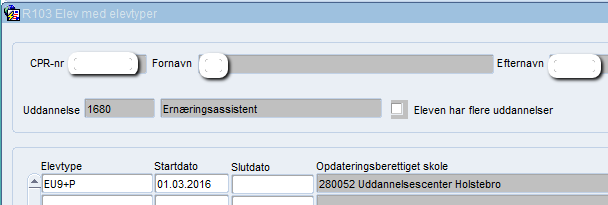 R103 Elev med elevtyper
CPR-nr Fornavn Efternavn
Uddannelse 1680 Ernæringsassistent Eleven har flere uddannelser
Elevtype Startdato Slutdato Opdateringsberettiget skole
EU9+P 01.03.2016 280052 Uddannelsescenter Holstebro